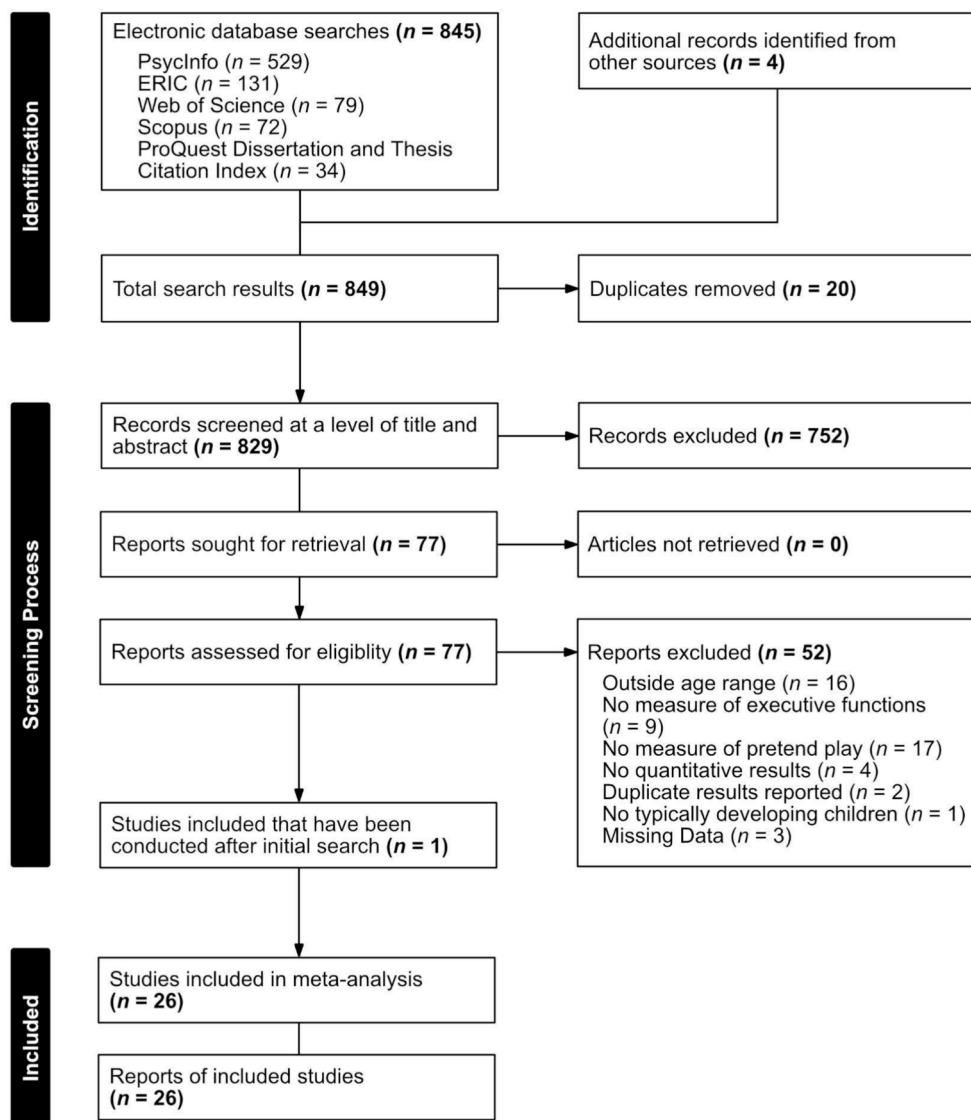 Identification
Electronic database searches (n = 845)
PsycInfo (n = 529)
ERIC (n = 131)
Web of Science (n = 79)
Scopus (n = 72)
ProQuest Dissertation and Thesis
Citation Index (n = 34)
Additional records identified from
other sources (n = 4)
Total search results (n = 849)
Duplicates removed (n = 20)
Screening Process
Records screened at a level of title and
abstract (n = 829)
Records excluded (n = 752)
Reports sought for retrieval (n = 77)
Articles not retrieved (n = 0)
Reports assessed for eligiblity (n = 77)
Reports excluded (n = 52)
Outside age range (n = 16)
No measure of executive functions
(n = 9)
No measure of pretend play (n = 17)
No quantitative results (n = 4)
Duplicate results reported (n = 2)
No typically developing children (n = 1)
Missing Data (n = 3)
Studies included that have been
conducted after initial search (n = 1)
Included
Studies included in meta-analysis
(n = 26)
Reports of included studies
(n = 26)